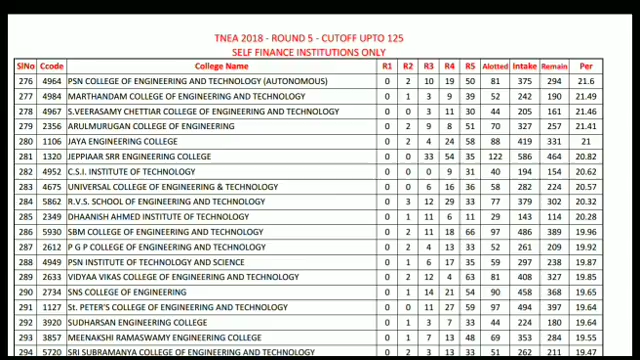 TNEA 2018 - ROUND 5 - CUTOFF UPTO 125
SELF FINANCE INSTITUTIONS ONLY
SlNo Ccode College Name R1 R2 R3 R4 R5 Alotted Intake Remain Per
276 4964 PSN COLLEGE OF ENGINEERING AND TECHNOLOGY (AUTONOMOUS) 0 2 10 19 50 81 375 294 21.6
277 4984 MARTHANDAM COLLEGE OF ENGINEERING AND TECHNOLOGY 0 1 3 9 39 52 242 190 21.49
278 4967 S.VEERASAMY CHETTIAR COLLEGE OF ENGINEERING AND TECHNOLOGY 0 0 3 11 30 44 205 161 21.46
279 2356 ARULMURUGAN COLLEGE OF ENGINEERING 0 2 9 8 51 70 327 257 21.41
280 1106 JAYA ENGINEERING COLLEGE 0 2 4 24 58 88 419 331 21
281 1320 JEPPIAAR SRR ENGINEERING COLLEGE 0 0 33 54 35 122 586 464 20.82
282 4952 C.S.I. INSTITUTE OF TECHNOLOGY 0 0 0 9 31 40 194 154 20.62
283 4675 UNIVERSAL COLLEGE OF ENGINEERING & TECHNOLOGY 0 0 6 16 36 58 282 224 20.57
284 5862 R.V.S. SCHOOL OF ENGINEERING AND TECHNOLOGY 0 3 12 29 33 77 379 302 20.32
285 2349 DHAANISH AHMED INSTITUTE OF TECHNOLOGY 0 1 11 6 11 29 143 114 20.28
286 5930 SBM COLLEGE OF ENGINEERING AND TECHNOLOGY 0 2 11 18 66 97 486 389 19.96
287 2612 P G P COLLEGE OF ENGINEERING AND TECHNOLOGY 0 2 4 13 33 52 261 209 19.92
288 4949 PSN INSTITUTE OF TECHNOLOGY AND SCIENCE 0 1 6 17 35 59 297 238 19.87
289 2633 VIDYAA VIKAS COLLEGE OF ENGINEERING AND TECHNOLOGY 0 2 12 4 63 81 408 327 19.85
290 2734 SNS COLLEGE OF ENGINEERING 0 1 14 21 54 90 458 368 19.65
291 1127 St. PETER'S COLLEGE OF ENGINEERING AND TECHNOLOGY 0 0 11 27 59 97 494 397 19.64
292 3920 SUDHARSAN ENGINEERING COLLEGE 0 1 3 7 33 44 224 180 19.64
293 3857 MEENAKSHI RAMASWAMY ENGINEERING COLLEGE 0 1 7 13 48 69 353 284 19.55
294 5720 SRI SUBRAMANYA COLLEGE OF ENGINEERING AND TECHNOLOGY 0 2 3 13 33 51 262 211 19.47